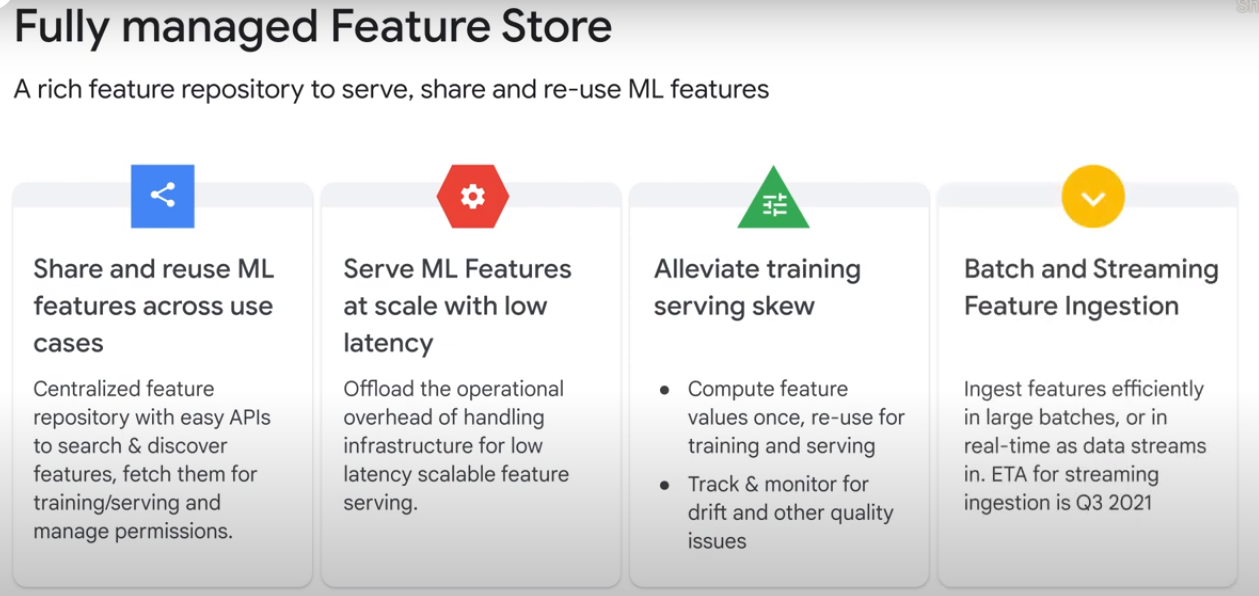 Fully managed Feature Store
A rich feature repository to serve, share and re-use ML features
Share and reuse ML
features across use
cases
Centralized feature
repository with easy APIs
to search & discover
features, fetch them for
training/serving and
manage permissions.
Serve ML Features
at scale with low
latency
Offload the operational
overhead of handling
infrastructure for low
latency scalable feature
serving.
Alleviate training
serving skew
● Compute feature
values once, re-use for
training and serving
● Track & monitor for
drift and other quality
issues
Batch and Streaming
Feature Ingestion
Ingest features efficiently
in large batches, or in
real-time as data streams
in. ETA for streaming
ingestion is Q3 2021